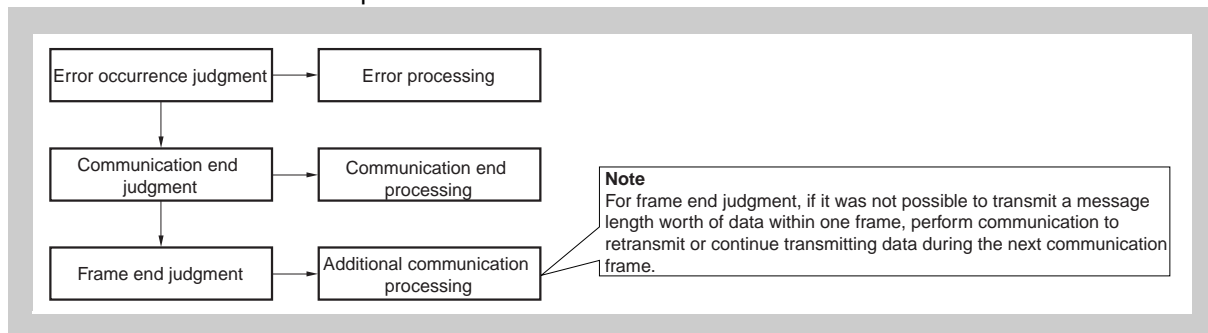 Error occurrence judgment
Error processing
Communication end
judgment
Communication end
processing
Note
For frame end judgment, if it was not possible to transmit a message
length worth of data within one frame, perform communication to
retransmit or continue transmitting data during the next communication
frame.
Frame end judgment
Additional communication
processing